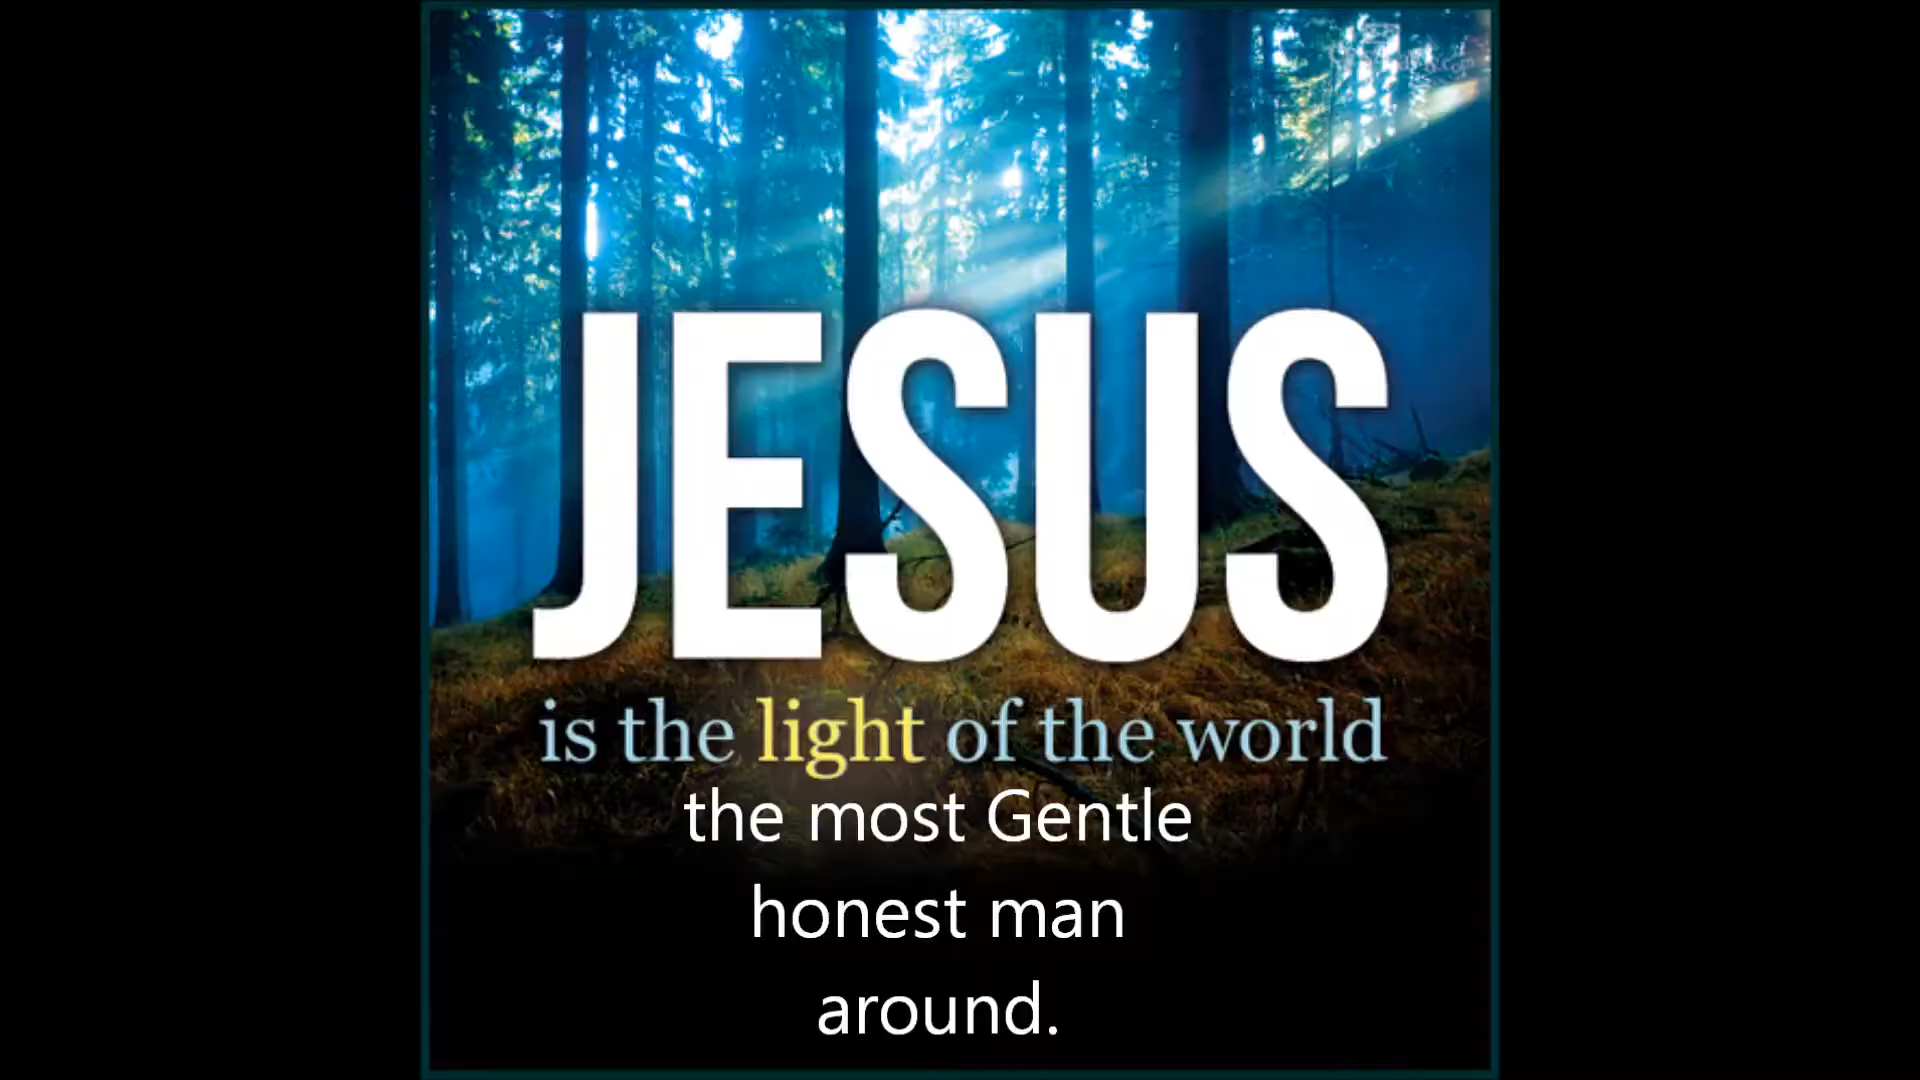 JESUS
is the light of the world
the most Gentle
honest man
around.